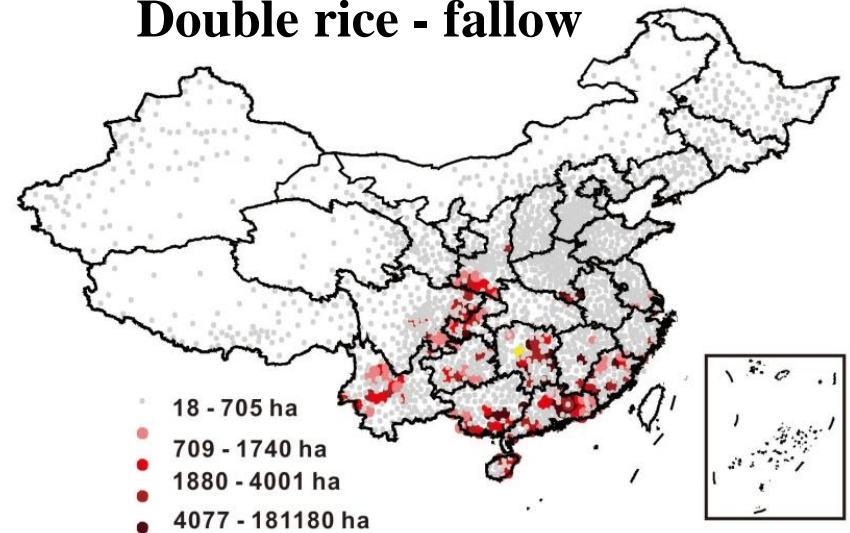 Double rice - fallow
18 - 705 ha
709 - 1740 ha
1880 - 4001 ha
4077 - 181180 ha